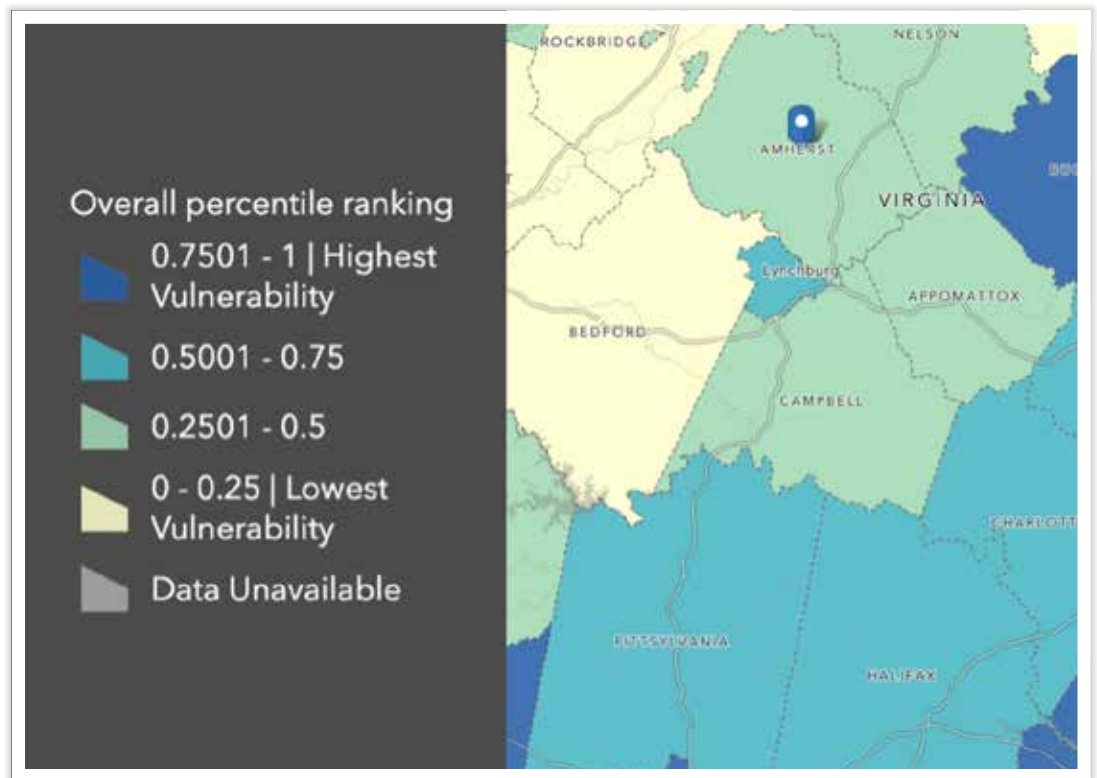 Overall percentile ranking
0.7501 - 1 | Highest
Vulnerability
0.5001 - 0.75
0.2501 - 0.5
0 - 0.25 | Lowest
Vulnerability
Data Unavailable
ROCKBRIDGE
NELSON
AMHERST
VIRGINIA
Lynchburg
APPOMATTOX
BEDFORD
CAMPBELL
CHARLOTT
PITTSYLVANIA
HALIFAX